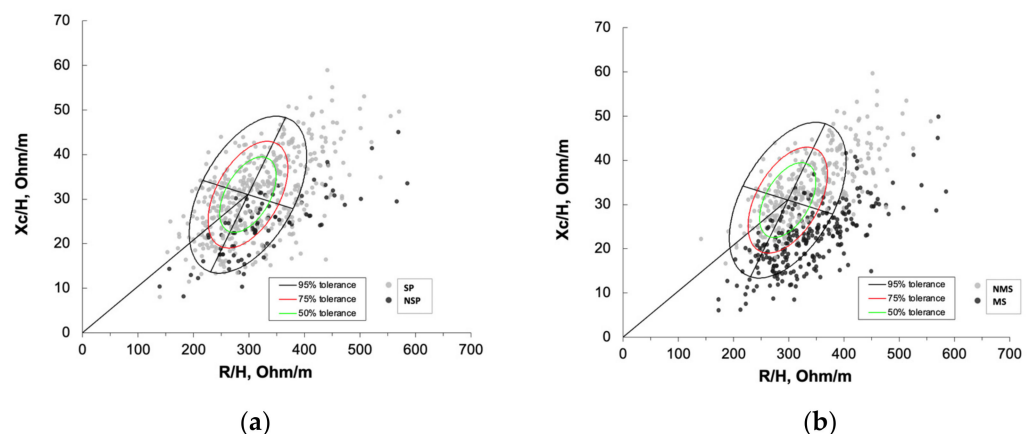 (a)
70
60
50
40
30
20
10
0
Xc/H, Ohm/m
95% tolerance
75% tolerance
50% tolerance
SP
NSP
0 100 200 300 400 500 600 700
R/H, Ohm/m
(b)
70
60
50
40
30
20
10
0
Xc/H, Ohm/m
95% tolerance
75% tolerance
50% tolerance
NMS
MS
0 100 200 300 400 500 600 700
R/H, Ohm/m
(a)
(b)